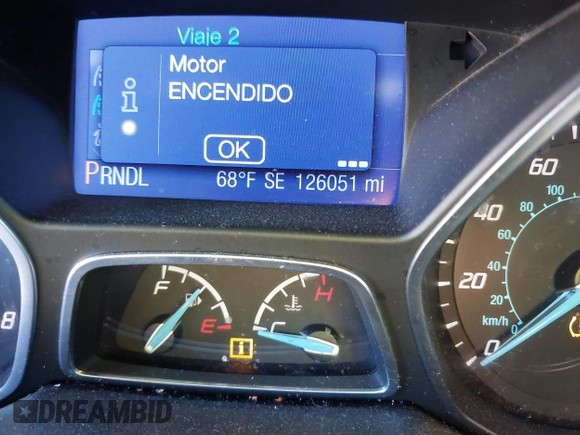 Viaje 2
Motor
ENCENDIDO
OK
PRNDL 68°F SE 126051 mi
F
E
H
C
8
60
40
20
0
100
80
60
40
20
km/h 0
DREAMBID